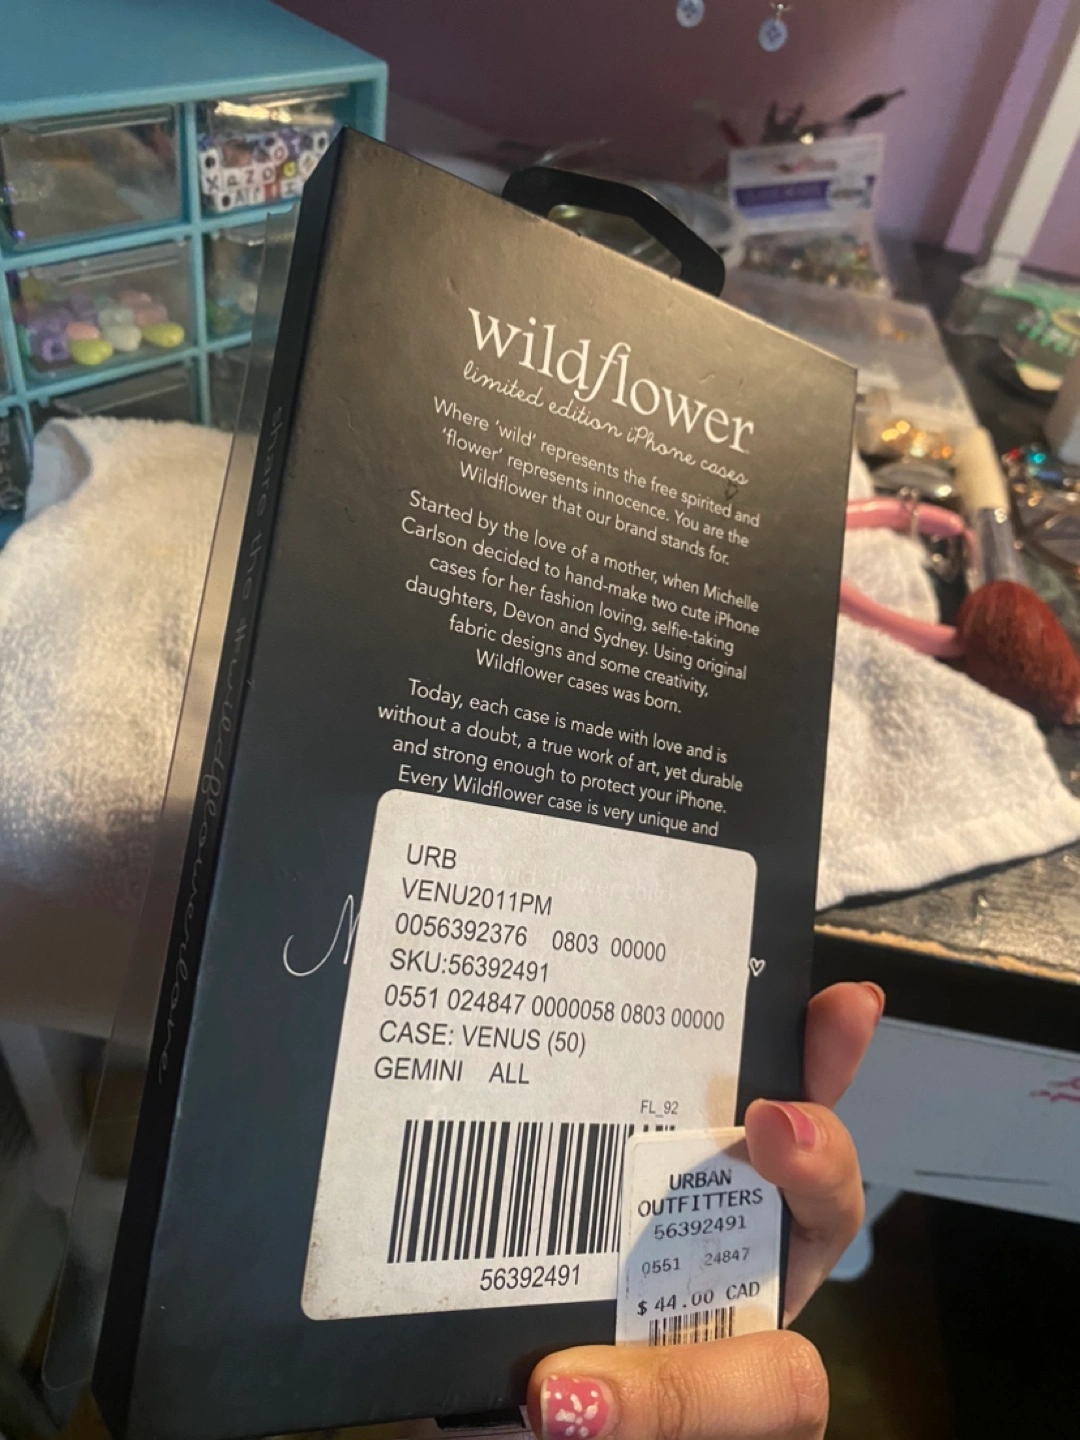 wildflower
limited edition iPhone cases
Where 'wild' represents the free spirited and
'flower' represents innocence. You are the
Wildflower that our brand stands for.
Started by the love of a mother, when Michelle
Carlson decided to hand-make two cute iPhone
cases for her fashion loving, selfie-taking
daughters, Devon and Sydney. Using original
fabric designs and some creativity,
Wildflower cases was born.
Today, each case is made with love and is
without a doubt, a true work of art, yet durable
and strong enough to protect your iPhone.
Every Wildflower case is very unique and
URB
VENU2011PM
0056392376 0803 00000
SKU:56392491
0551 024847 0000058 0803 00000
CASE: VENUS (50)
GEMINI ALL
FL_92
56392491
URBAN
OUTFITTERS
56392491
0551 24847
$ 44.00 CAD
share the #wildflowerlove